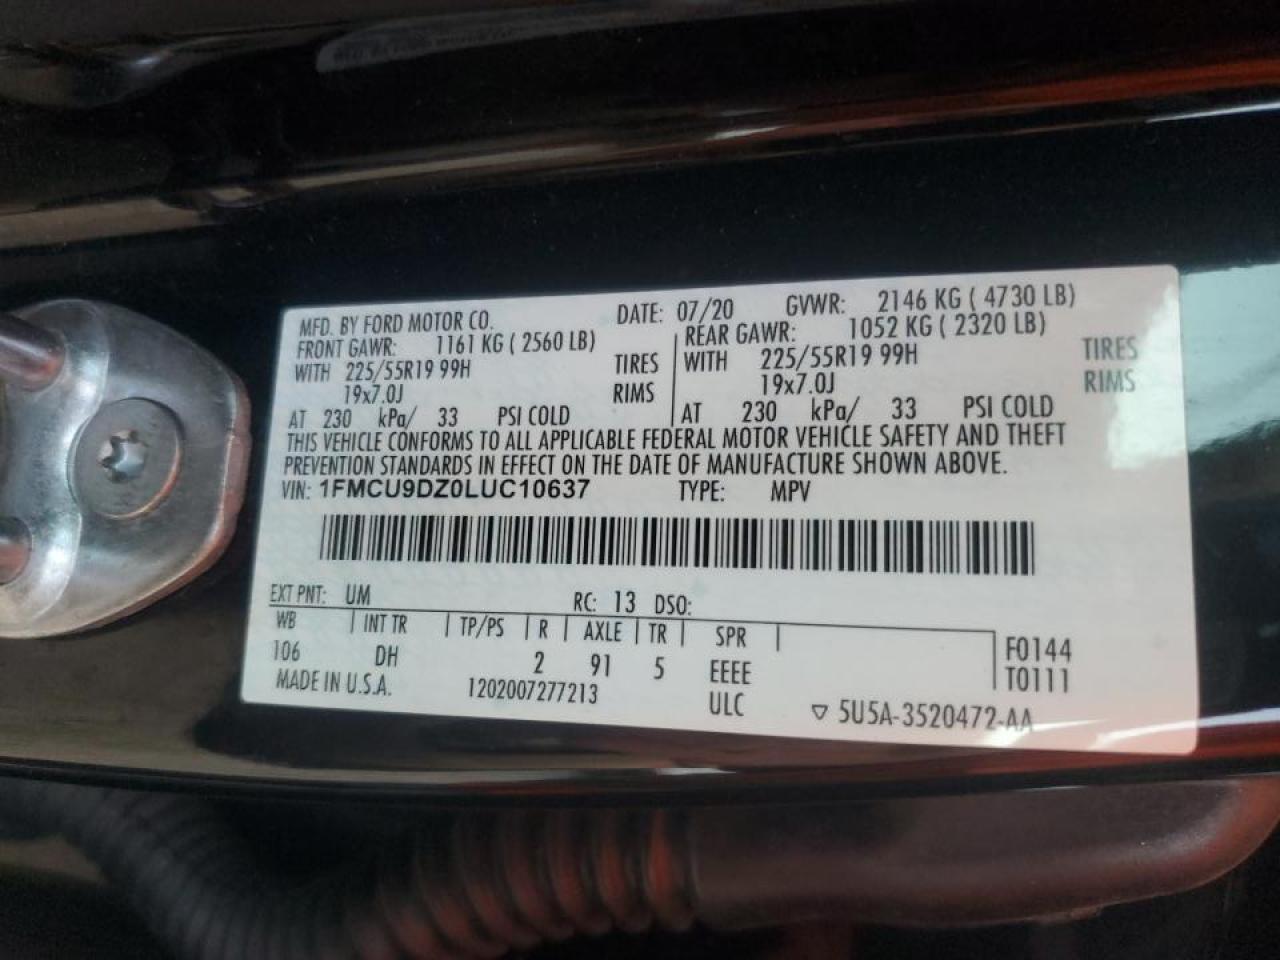 MFD. BY FORD MOTOR CO. DATE: 07/20 GVWR: 2146 KG ( 4730 LB)
FRONT GAWR: 1161 KG ( 2560 LB) REAR GAWR: 1052 KG ( 2320 LB)
WITH 225/55R19 99H TIRES WITH 225/55R19 99H TIRES
19x7.0J RIMS 19x7.0J RIMS
AT 230 kPa/ 33 PSI COLD AT 230 kPa/ 33 PSI COLD
THIS VEHICLE CONFORMS TO ALL APPLICABLE FEDERAL MOTOR VEHICLE SAFETY AND THEFT
PREVENTION STANDARDS IN EFFECT ON THE DATE OF MANUFACTURE SHOWN ABOVE.
VIN: 1FMCU9DZ0LUC10637 TYPE: MPV
EXT PNT: UM RC: 13 DSO:
WB INT TR TP/PS R AXLE TR SPR
106 DH 2 91 5 EEEE F0144
T0111
MADE IN U.S.A. 1202007277213 ULC ▽ 5U5A-3520472-AA